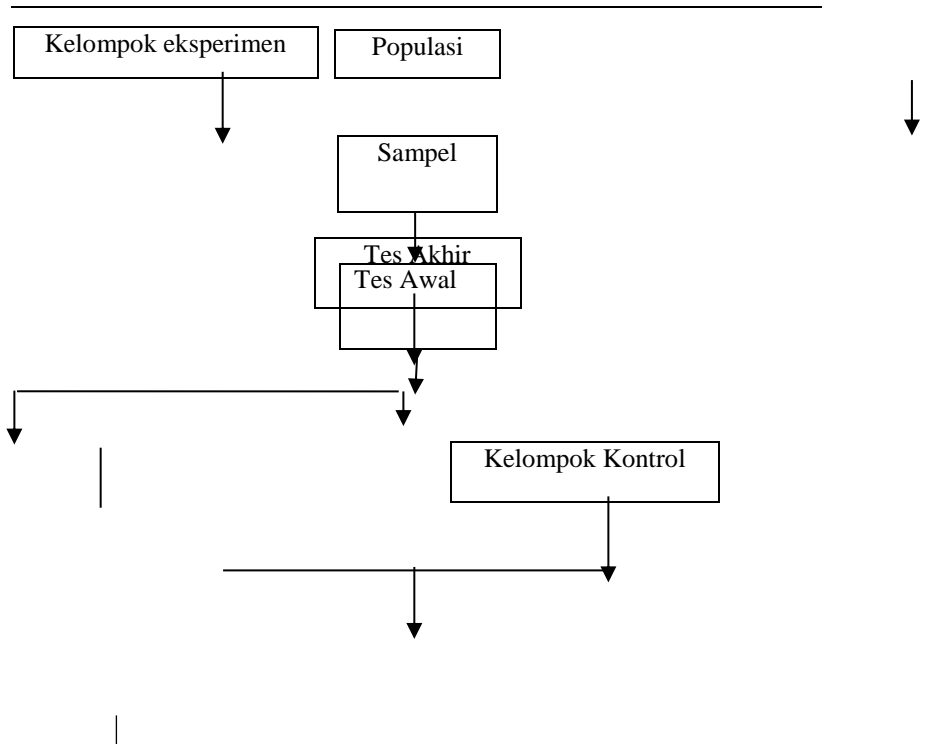 Kelompok eksperimen
Populasi
Sampel
Tes Akhir
Tes Awal
Kelompok Kontrol